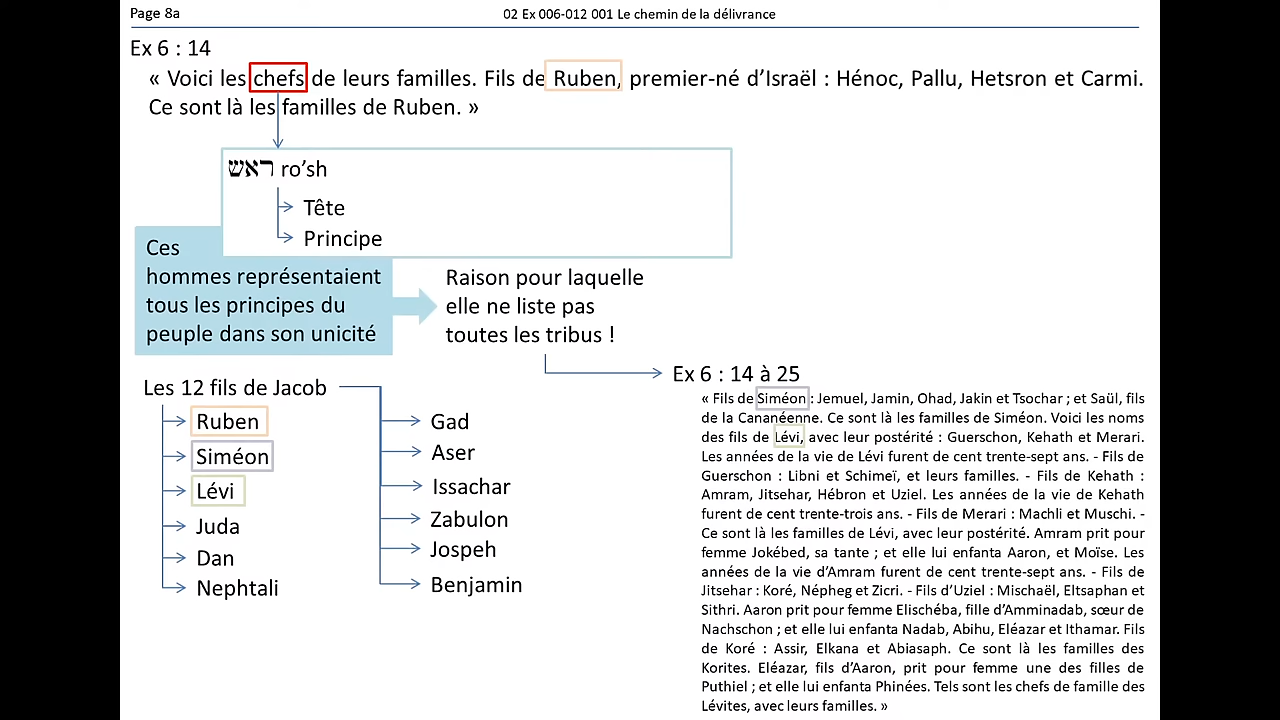 Page 8a
02 Ex 006-012 001 Le chemin de la délivrance
Ex 6 : 14
« Voici les chefs de leurs familles. Fils de Ruben, premier-né d’Israël : Hénoc, Pallu, Hetsron et Carmi.
Ce sont là les familles de Ruben. »
ראש ro’sh
Tête
Principe
Ces
hommes représentaient
tous les principes du
peuple dans son unicité
Raison pour laquelle
elle ne liste pas
toutes les tribus !
Les 12 fils de Jacob
Ruben
Siméon
Lévi
Juda
Dan
Nephtali
Gad
Aser
Issachar
Zabulon
Jospeh
Benjamin
Ex 6 : 14 à 25
« Fils de Siméon : Jemuel, Jamin, Ohad, Jakin et Tsochar ; et Saül, fils
de la Cananéenne. Ce sont là les familles de Siméon. Voici les noms
des fils de Lévi, avec leur postérité : Guerschon, Kehath et Merari.
Les années de la vie de Lévi furent de cent trente-sept ans. - Fils de
Guerschon : Libni et Schimeï, et leurs familles. - Fils de Kehath :
Amram, Jitsehar, Hébron et Uziel. Les années de la vie de Kehath
furent de cent trente-trois ans. - Fils de Merari : Machli et Muschi. -
Ce sont là les familles de Lévi, avec leur postérité. Amram prit pour
femme Jokébed, sa tante ; et elle lui enfanta Aaron, et Moïse. Les
années de la vie d’Amram furent de cent trente-sept ans. - Fils de
Jitsehar : Koré, Népheg et Zicri. - Fils d’Uziel : Mischaël, Eltsaphan et
Sithri. Aaron prit pour femme Elischéba, fille d’Amminadab, sœur de
Nachschon ; et elle lui enfanta Nadab, Abihu, Eléazar et Ithamar. Fils
de Koré : Assir, Elkana et Abiasaph. Ce sont là les familles des
Korites. Eléazar, fils d’Aaron, prit pour femme une des filles de
Puthiel ; et elle lui enfanta Phinées. Tels sont les chefs de famille des
Lévites, avec leurs familles. »